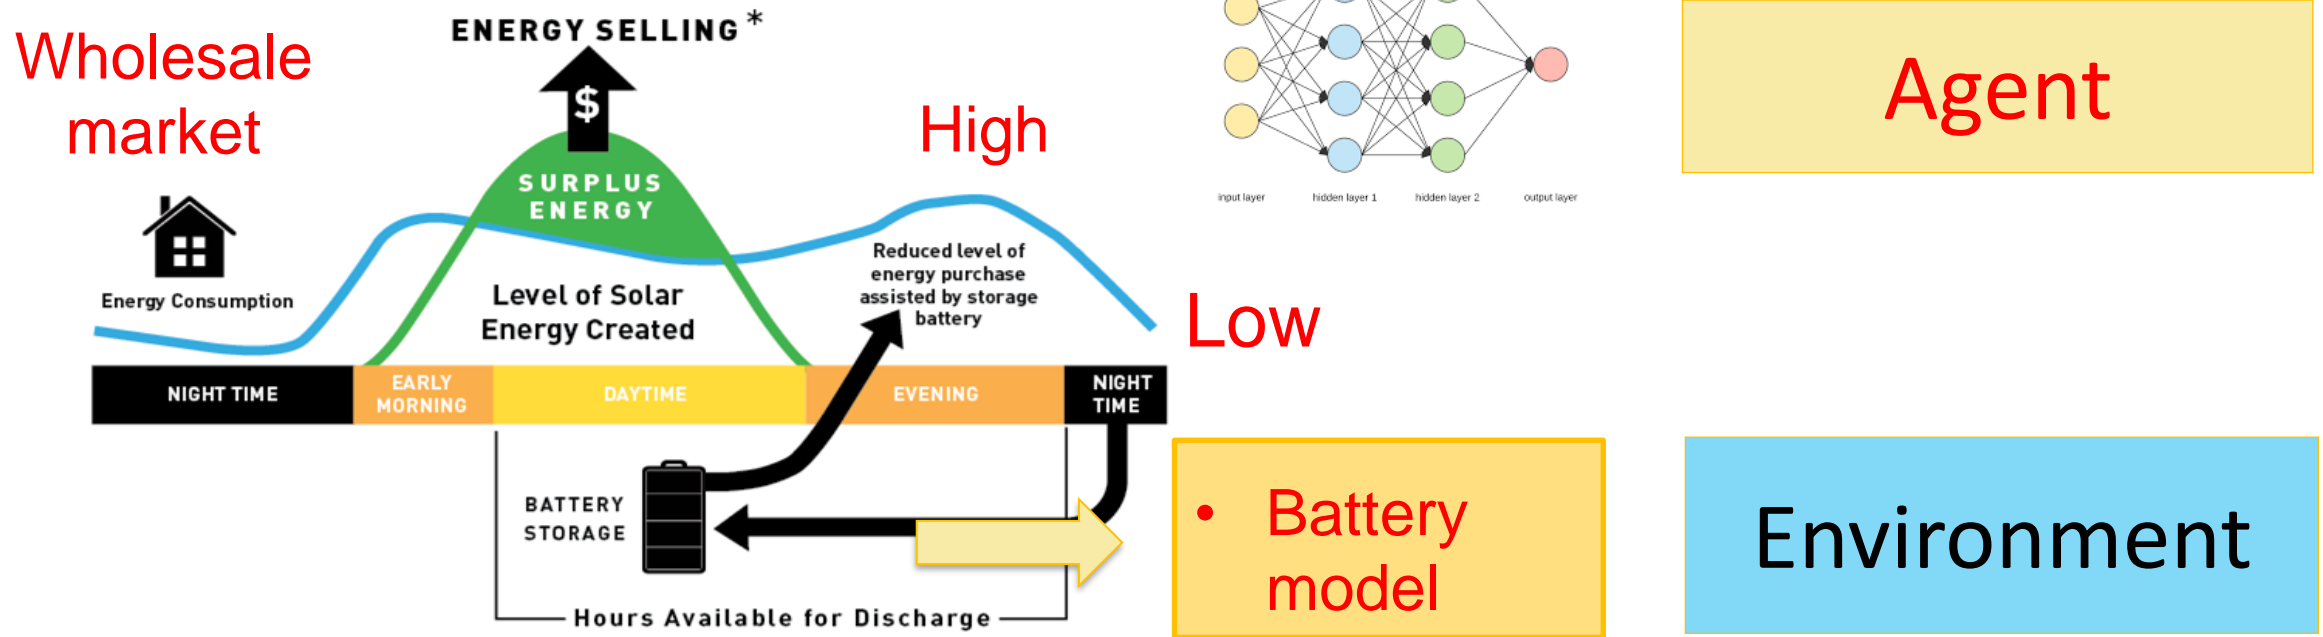 Wholesale
market
ENERGY SELLING *
$
High
SURPLUS
ENERGY
Energy Consumption
Level of Solar
Energy Created
Reduced level of
energy purchase
assisted by storage
battery
Low
NIGHT TIME
EARLY
MORNING
DAYTIME
EVENING
NIGHT
TIME
BATTERY
STORAGE
Hours Available for Discharge
input layer
hidden layer 1
hidden layer 2
output layer
Agent
• Battery
model
Environment